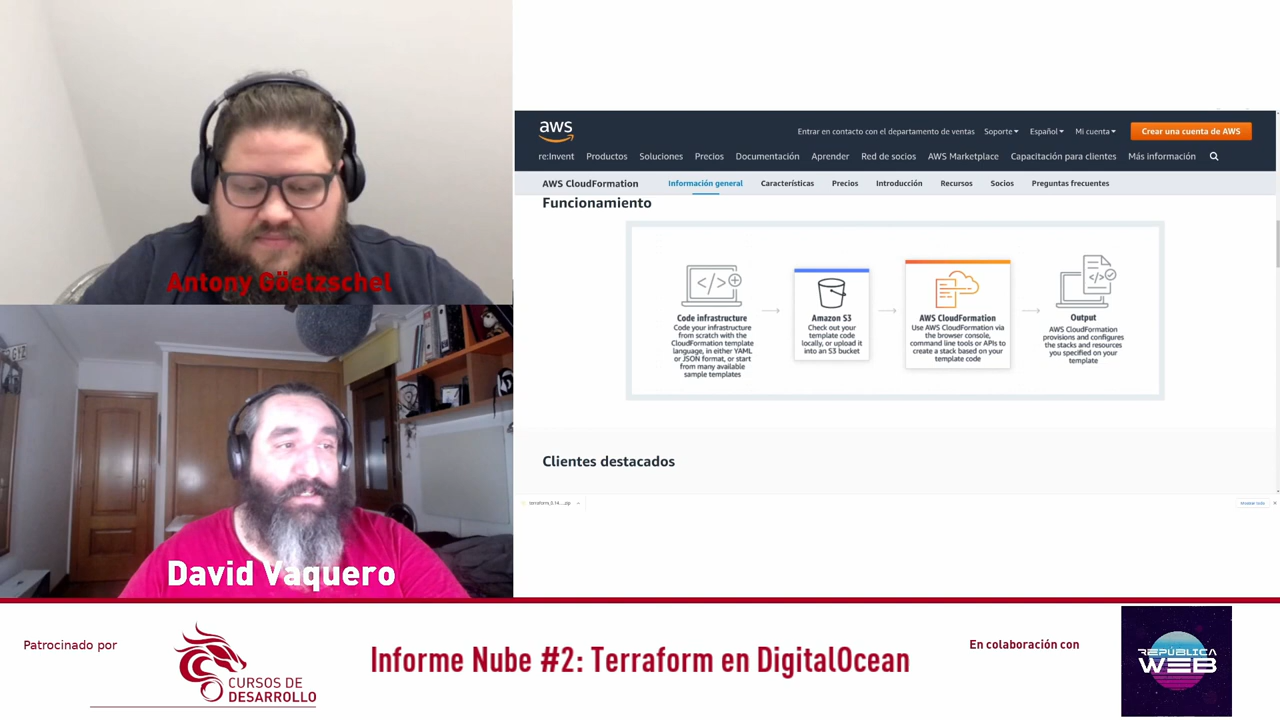 Antony Göetzschel
David Vaquero
aws
Entrar en contacto con el departamento de ventas Soporte Español Mi cuenta Crear una cuenta de AWS
re:Invent Productos Soluciones Precios Documentación Aprender Red de socios AWS Marketplace Capacitación para clientes Más información
AWS CloudFormation Información general Características Precios Introducción Recursos Socios Preguntas frecuentes
Funcionamiento
Code infrastructure
Code your infrastructure
from scratch with the
CloudFormation template
language, in either YAML
or JSON format, or start
from many available
sample templates
Amazon S3
Check out your
template code
locally, or upload it
into an S3 bucket
AWS CloudFormation
Use AWS CloudFormation via
the browser console,
command line tools or APIs to
create a stack based on your
template code
Output
AWS CloudFormation
provisions and configures
the stacks and resources
you specified on your
template
Clientes destacados
terraform_0.14....zip
Patrocinado por
CURSOS DE
DESARROLLO
Informe Nube #2: Terraform en DigitalOcean
En colaboración con
REPÚBLICA
WEB